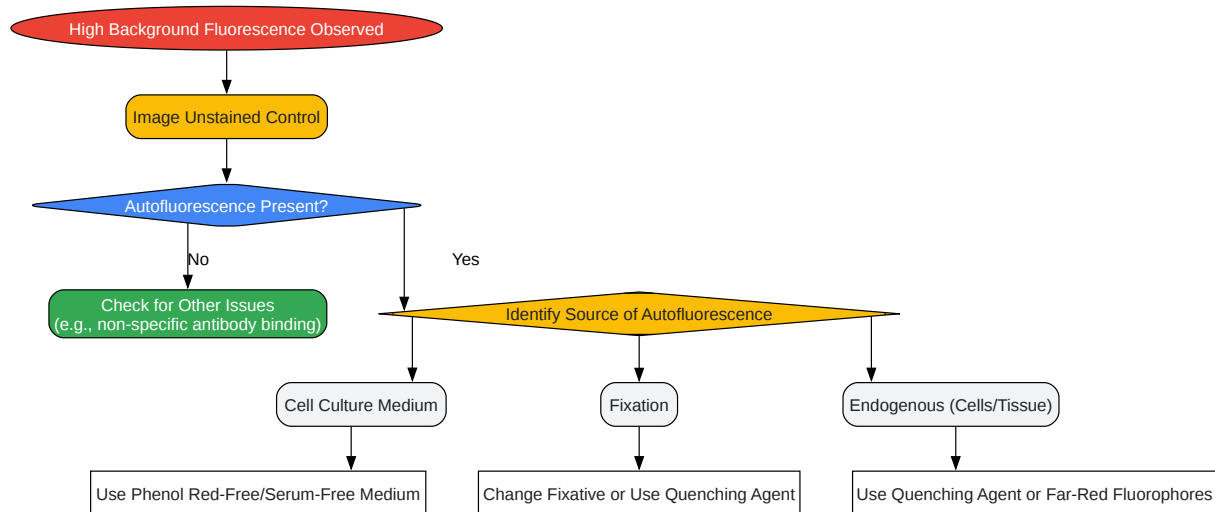 High Background Fluorescence Observed
Image Unstained Control
Autofluorescence Present?
No
Yes
Check for Other Issues
(e.g., non-specific antibody binding)
Identify Source of Autofluorescence
Cell Culture Medium
Fixation
Endogenous (Cells/Tissue)
Use Phenol Red-Free/Serum-Free Medium
Change Fixative or Use Quenching Agent
Use Quenching Agent or Far-Red Fluorophores